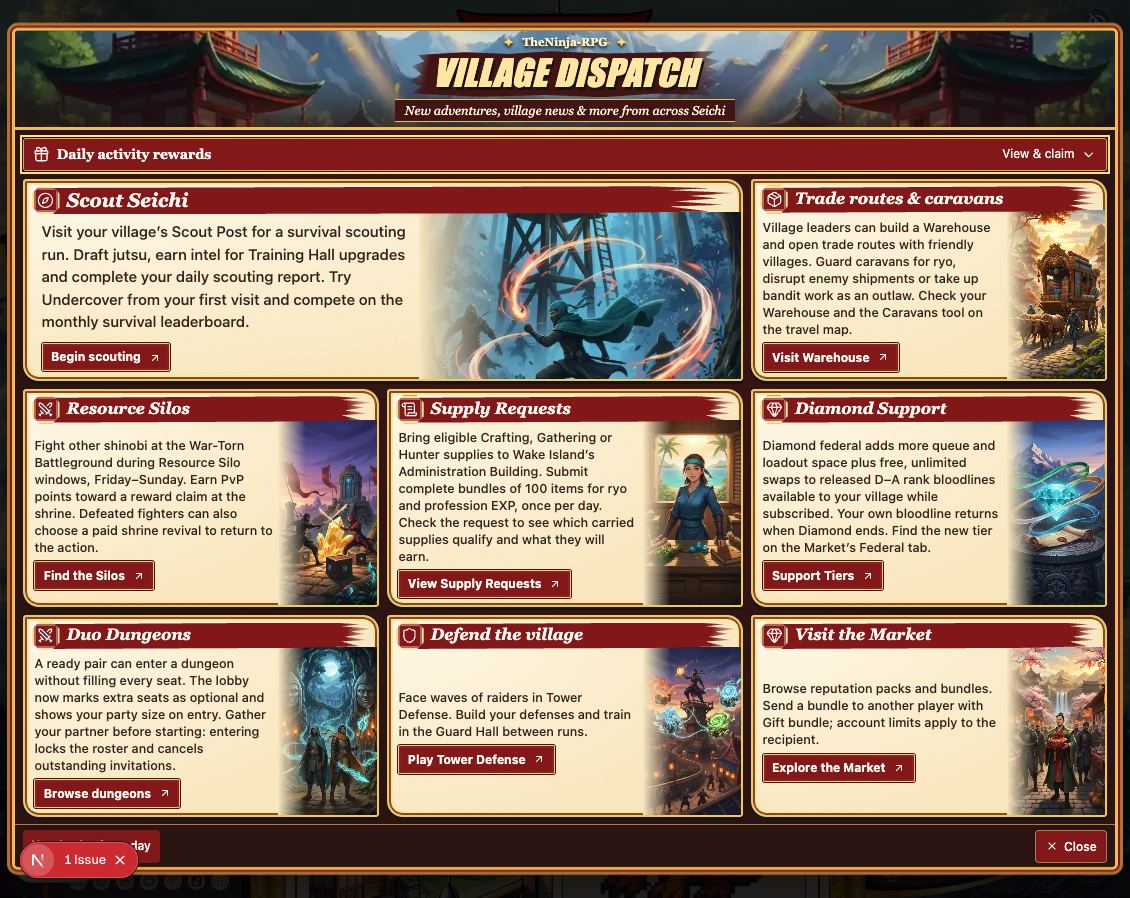 TheNinja-RPG
VILLAGE DISPATCH
New adventures, village news & more from across Seichi
Daily activity rewards
View & claim
Scout Seichi
Visit your village’s Scout Post for a survival scouting
run. Draft jutsu, earn intel for Training Hall upgrades
and complete your daily scouting report. Try
Undercover from your first visit and compete on the
monthly survival leaderboard.
Begin scouting
Trade routes & caravans
Village leaders can build a Warehouse
and open trade routes with friendly
villages. Guard caravans for ryo,
disrupt enemy shipments or take up
bandit work as an outlaw. Check your
Warehouse and the Caravans tool on
the travel map.
Visit Warehouse
Resource Silos
Fight other shinobi at the War-Torn
Battleground during Resource Silo
windows, Friday–Sunday. Earn PvP
points toward a reward claim at the
shrine. Defeated fighters can also
choose a paid shrine revival to return to
the action.
Find the Silos
Supply Requests
Bring eligible Crafting, Gathering or
Hunter supplies to Wake Island’s
Administration Building. Submit
complete bundles of 100 items for ryo
and profession EXP, once per day.
Check the request to see which carried
supplies qualify and what they will
earn.
View Supply Requests
Diamond Support
Diamond federal adds more queue and
loadout space plus free, unlimited
swaps to released D–A rank bloodlines
available to your village while
subscribed. Your own bloodline returns
when Diamond ends. Find the new tier
on the Market’s Federal tab.
Support Tiers
Duo Dungeons
A ready pair can enter a dungeon
without filling every seat. The lobby
now marks extra seats as optional and
shows your party size on entry. Gather
your partner before starting: entering
locks the roster and cancels
outstanding invitations.
Browse dungeons
Defend the village
Face waves of raiders in Tower
Defense. Build your defenses and train
in the Guard Hall between runs.
Play Tower Defense
Visit the Market
Browse reputation packs and bundles.
Send a bundle to another player with
Gift bundle; account limits apply to the
recipient.
Explore the Market
day
N 1 Issue
Close